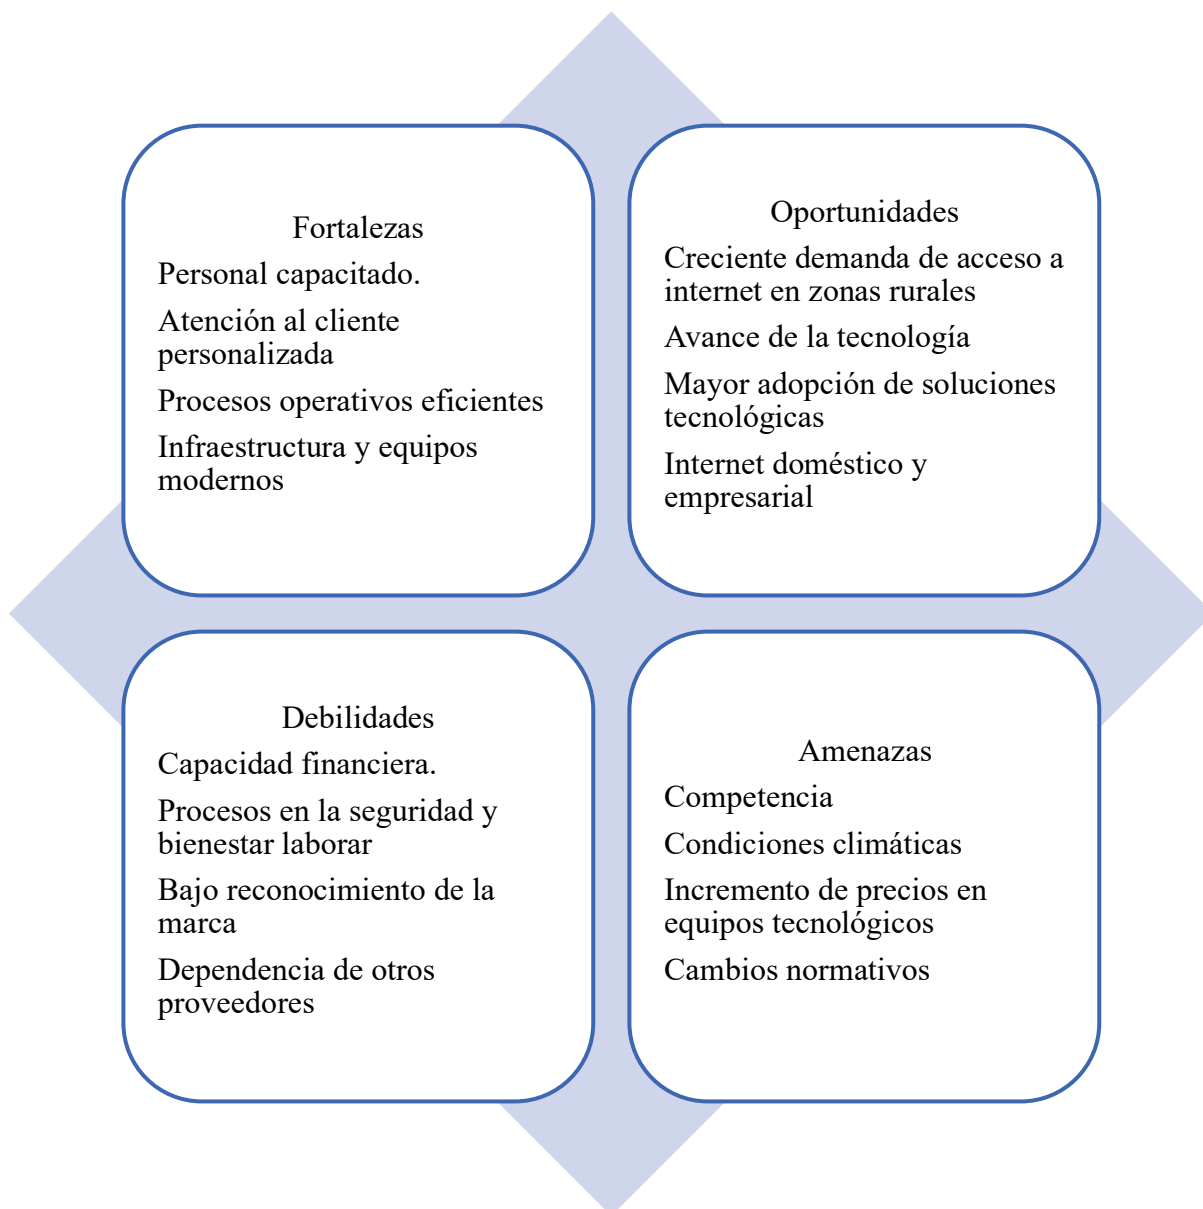 Fortalezas
Personal capacitado.
Atención al cliente
personalizada
Procesos operativos eficientes
Infraestructura y equipos
modernos
Oportunidades
Creciente demanda de acceso a
internet en zonas rurales
Avance de la tecnología
Mayor adopción de soluciones
tecnológicas
Internet doméstico y
empresarial
Debilidades
Capacidad financiera.
Procesos en la seguridad y
bienestar laborar
Bajo reconocimiento de la
marca
Dependencia de otros
proveedores
Amenazas
Competencia
Condiciones climáticas
Incremento de precios en
equipos tecnológicos
Cambios normativos